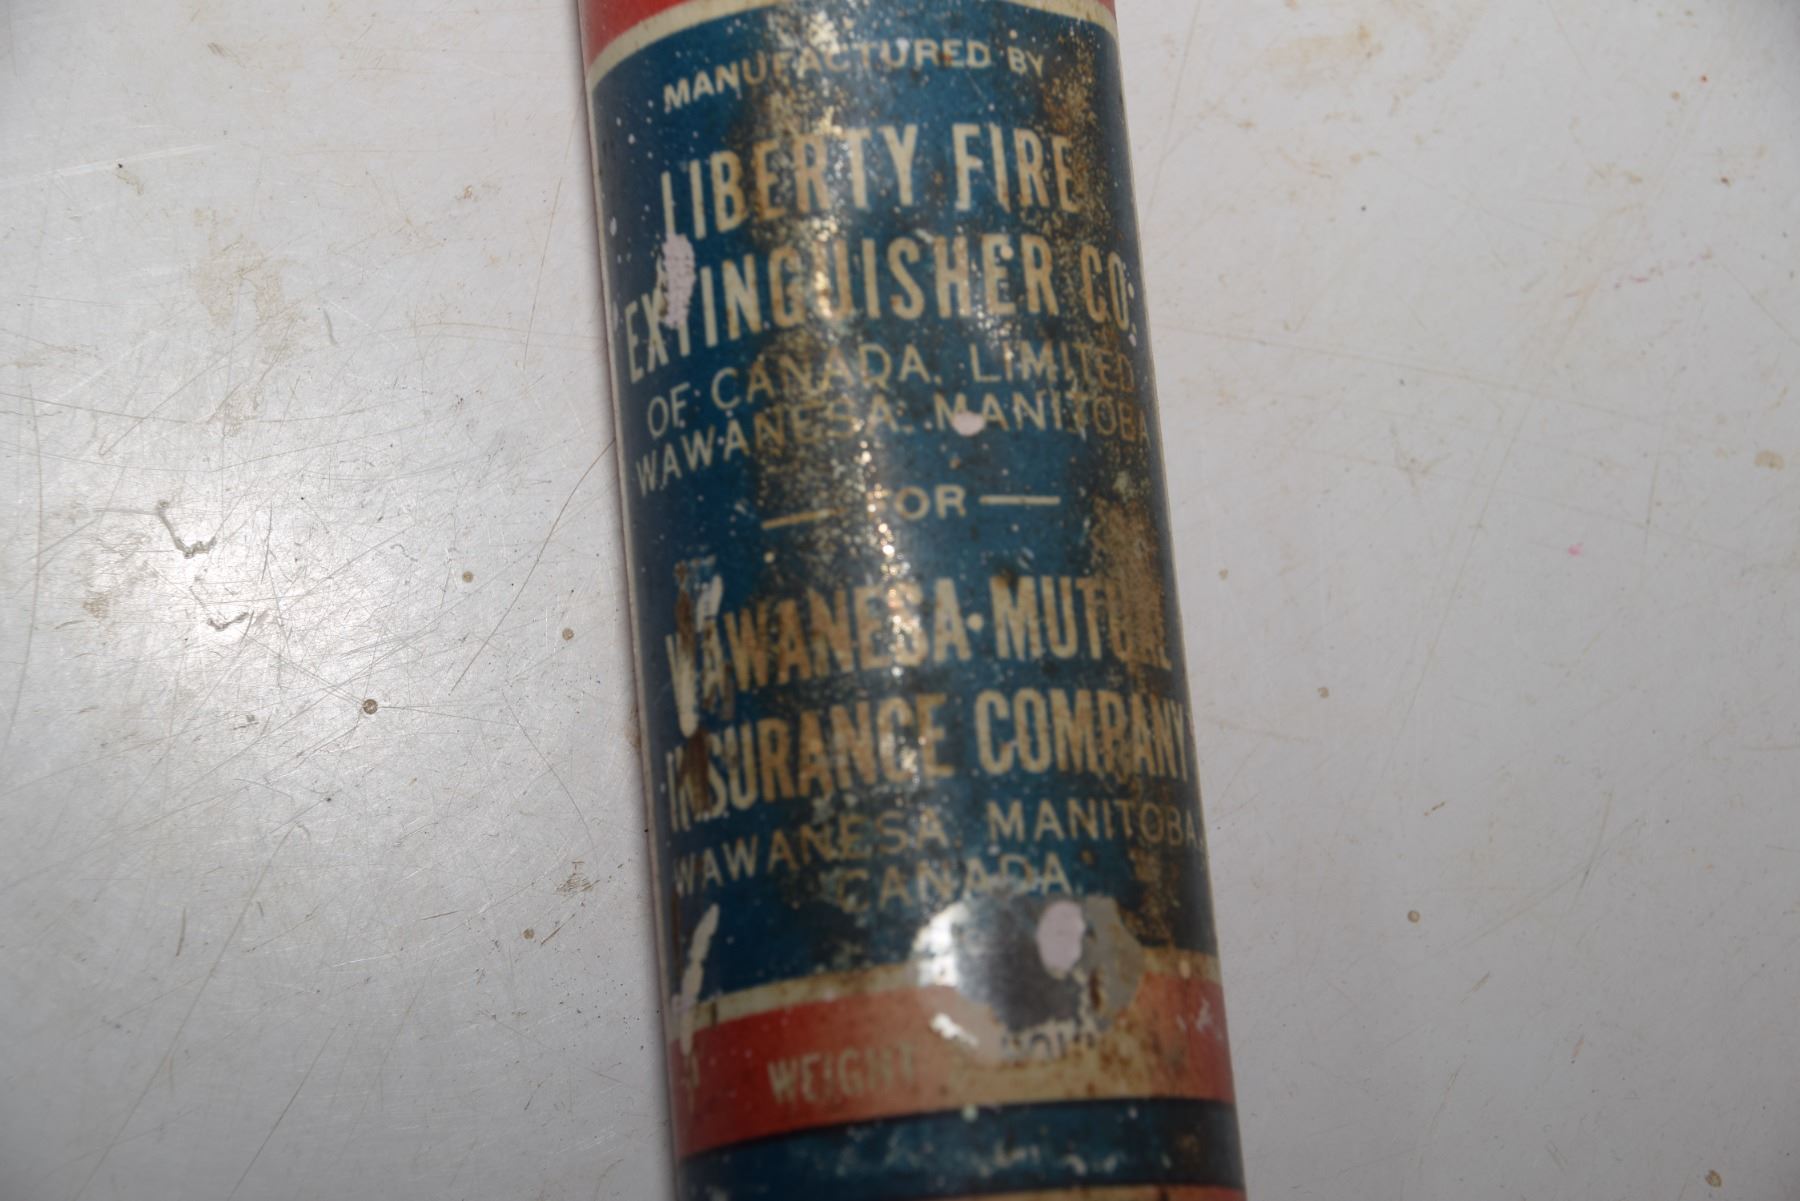 MANUFACTURED BY
LIBERTY FIRE
EXTINGUISHER CO.
OF CANADA. LIMITED
WAWANESA. MANITOBA
— FOR —
WAWANESA·MUTUAL
INSURANCE COMPANY
WAWANESA MANITOBA.
CANADA
WEIGHT